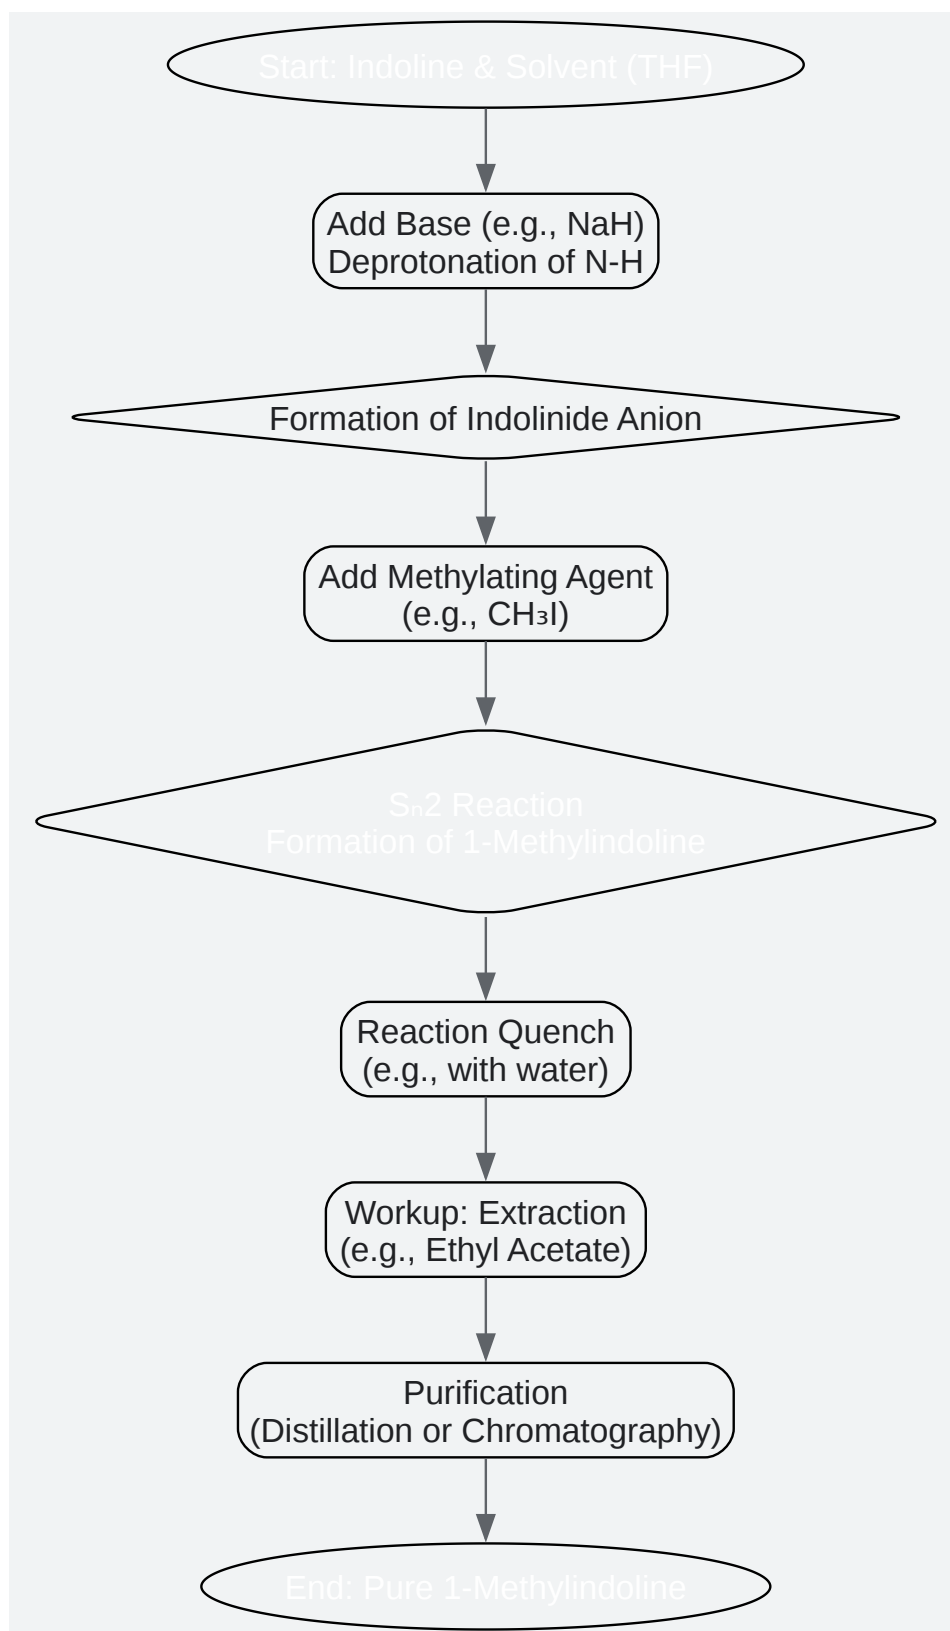 Start: Indoline & Solvent (THF)
Add Base (e.g., NaH)
Deprotonation of N-H
Formation of Indolinide Anion
Add Methylating Agent
(e.g., CH₃I)
Sₙ2 Reaction
Formation of 1-Methylindoline
Reaction Quench
(e.g., with water)
Workup: Extraction
(e.g., Ethyl Acetate)
Purification
(Distillation or Chromatography)
End: Pure 1-Methylindoline